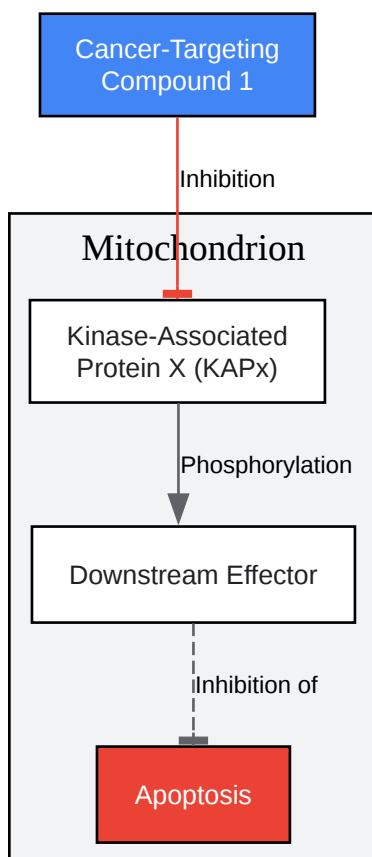 Cancer-Targeting
Compound 1
Inhibition
Mitochondrion
Kinase-Associated
Protein X (KAPx)
Phosphorylation
Downstream Effector
Inhibition of
Apoptosis